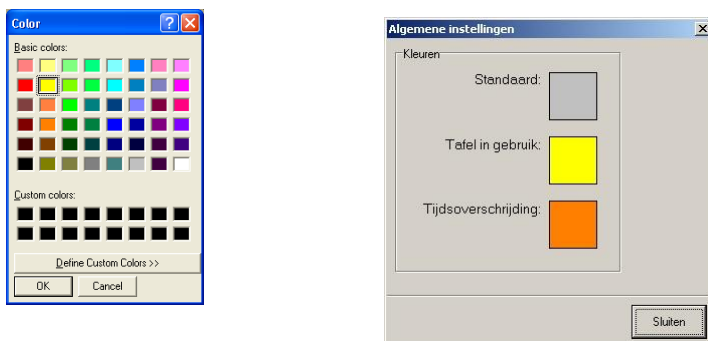 Color
Basic colors:
Custom colors:
Define Custom Colors >>
OK Cancel
Algemene instellingen
Kleuren
Standaard:
Tafel in gebruik:
Tijdsoverschrijding:
Sluiten